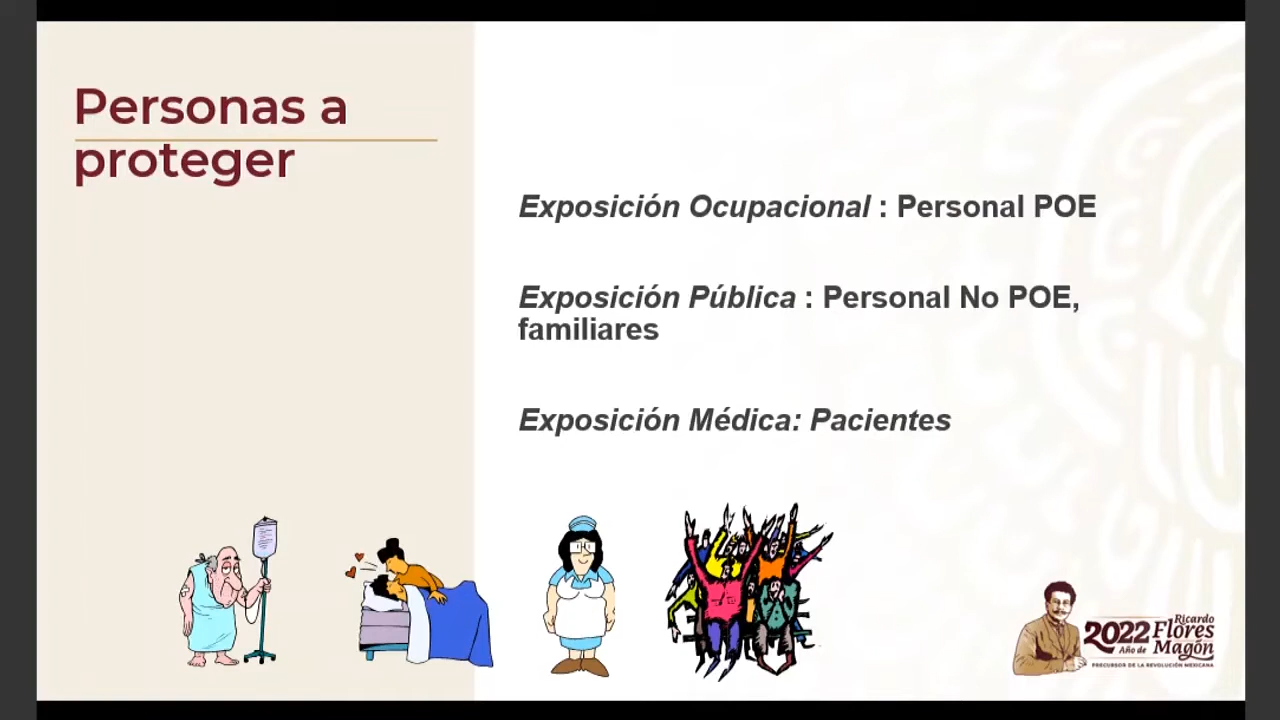 Personas a
proteger
Exposición Ocupacional : Personal POE
Exposición Pública : Personal No POE,
familiares
Exposición Médica: Pacientes
2022 Ricardo
Flores
Año de Magón
PRECURSOR DE LA REVOLUCIÓN MEXICANA